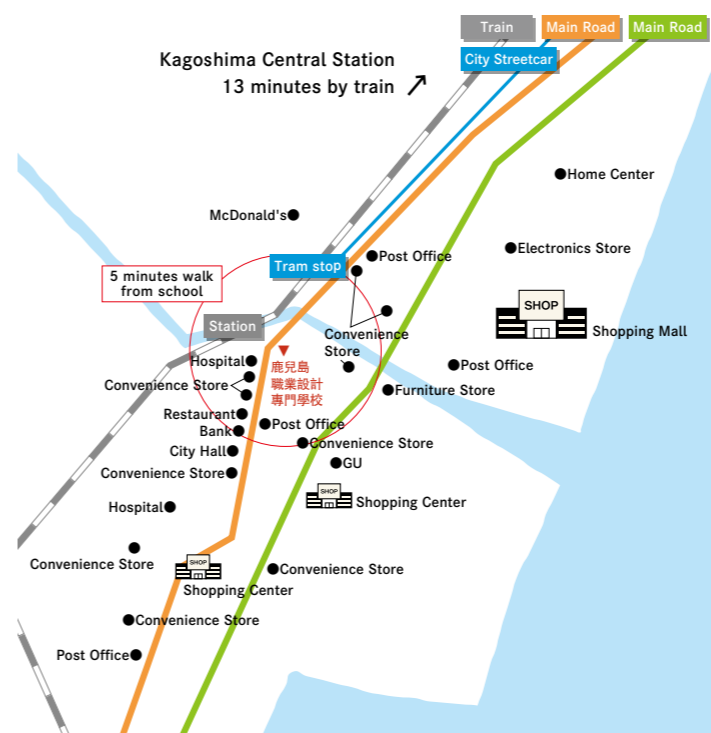 Train
Main Road
Main Road
City Streetcar
Kagoshima Central Station
13 minutes by train
Home Center
McDonald's
Electronics Store
Post Office
Tram stop
5 minutes walk
from school
SHOP
Shopping Mall
Station
Convenience
Store
Hospital
鹿兒島
職業設計
専門學校
Post Office
Convenience Store
Furniture Store
Restaurant
Post Office
Bank
Convenience Store
City Hall
GU
Convenience Store
SHOP
Shopping Center
Hospital
Convenience Store
SHOP
Shopping Center
Convenience Store
Convenience Store
Post Office